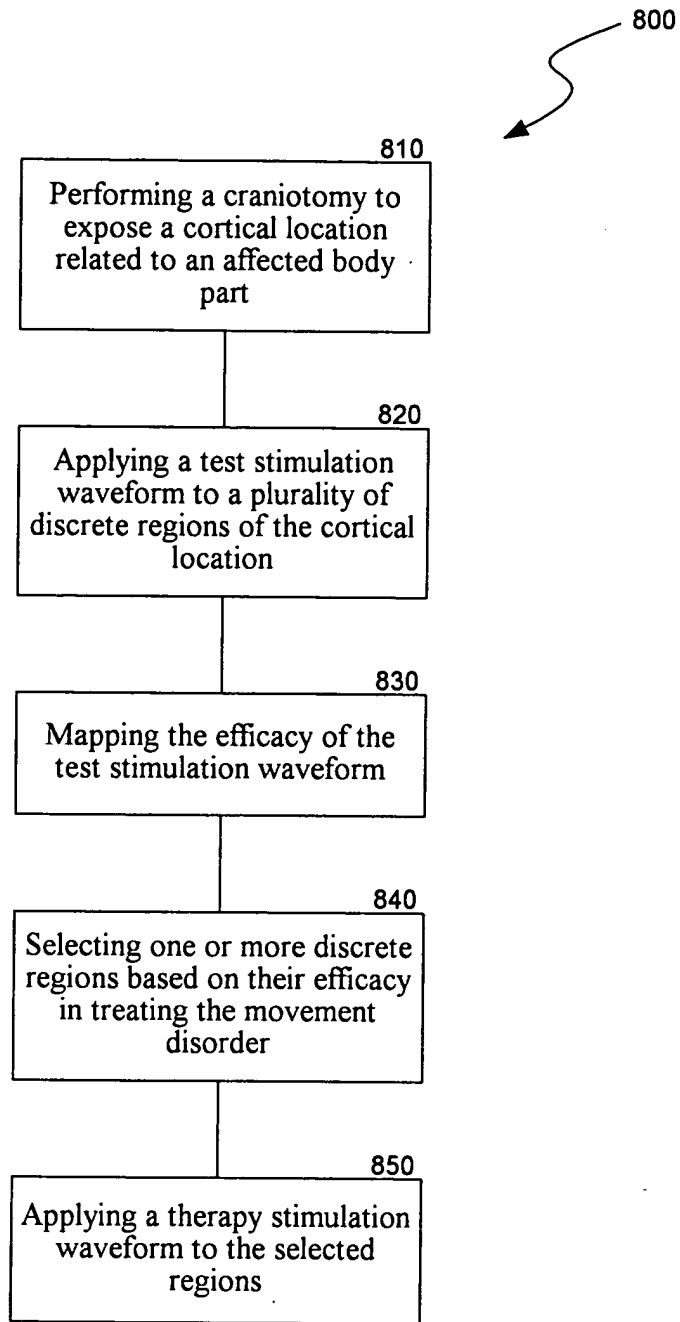 800
810
Performing a craniotomy to
expose a cortical location
related to an affected body
part
820
Applying a test stimulation
waveform to a plurality of
discrete regions of the cortical
location
830
Mapping the efficacy of the
test stimulation waveform
840
Selecting one or more discrete
regions based on their efficacy
in treating the movement
disorder
850
Applying a therapy stimulation
waveform to the selected
regions